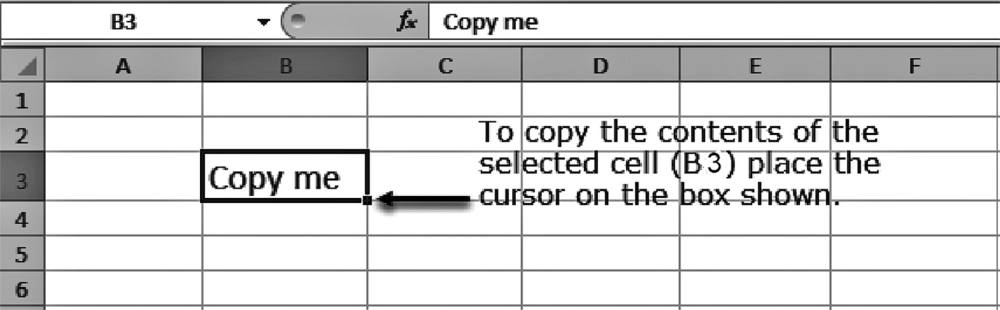 B3 fx Copy me
A B C D E F
1
2
3 Copy me
4
5
6
To copy the contents of the
selected cell (B3) place the
cursor on the box shown.